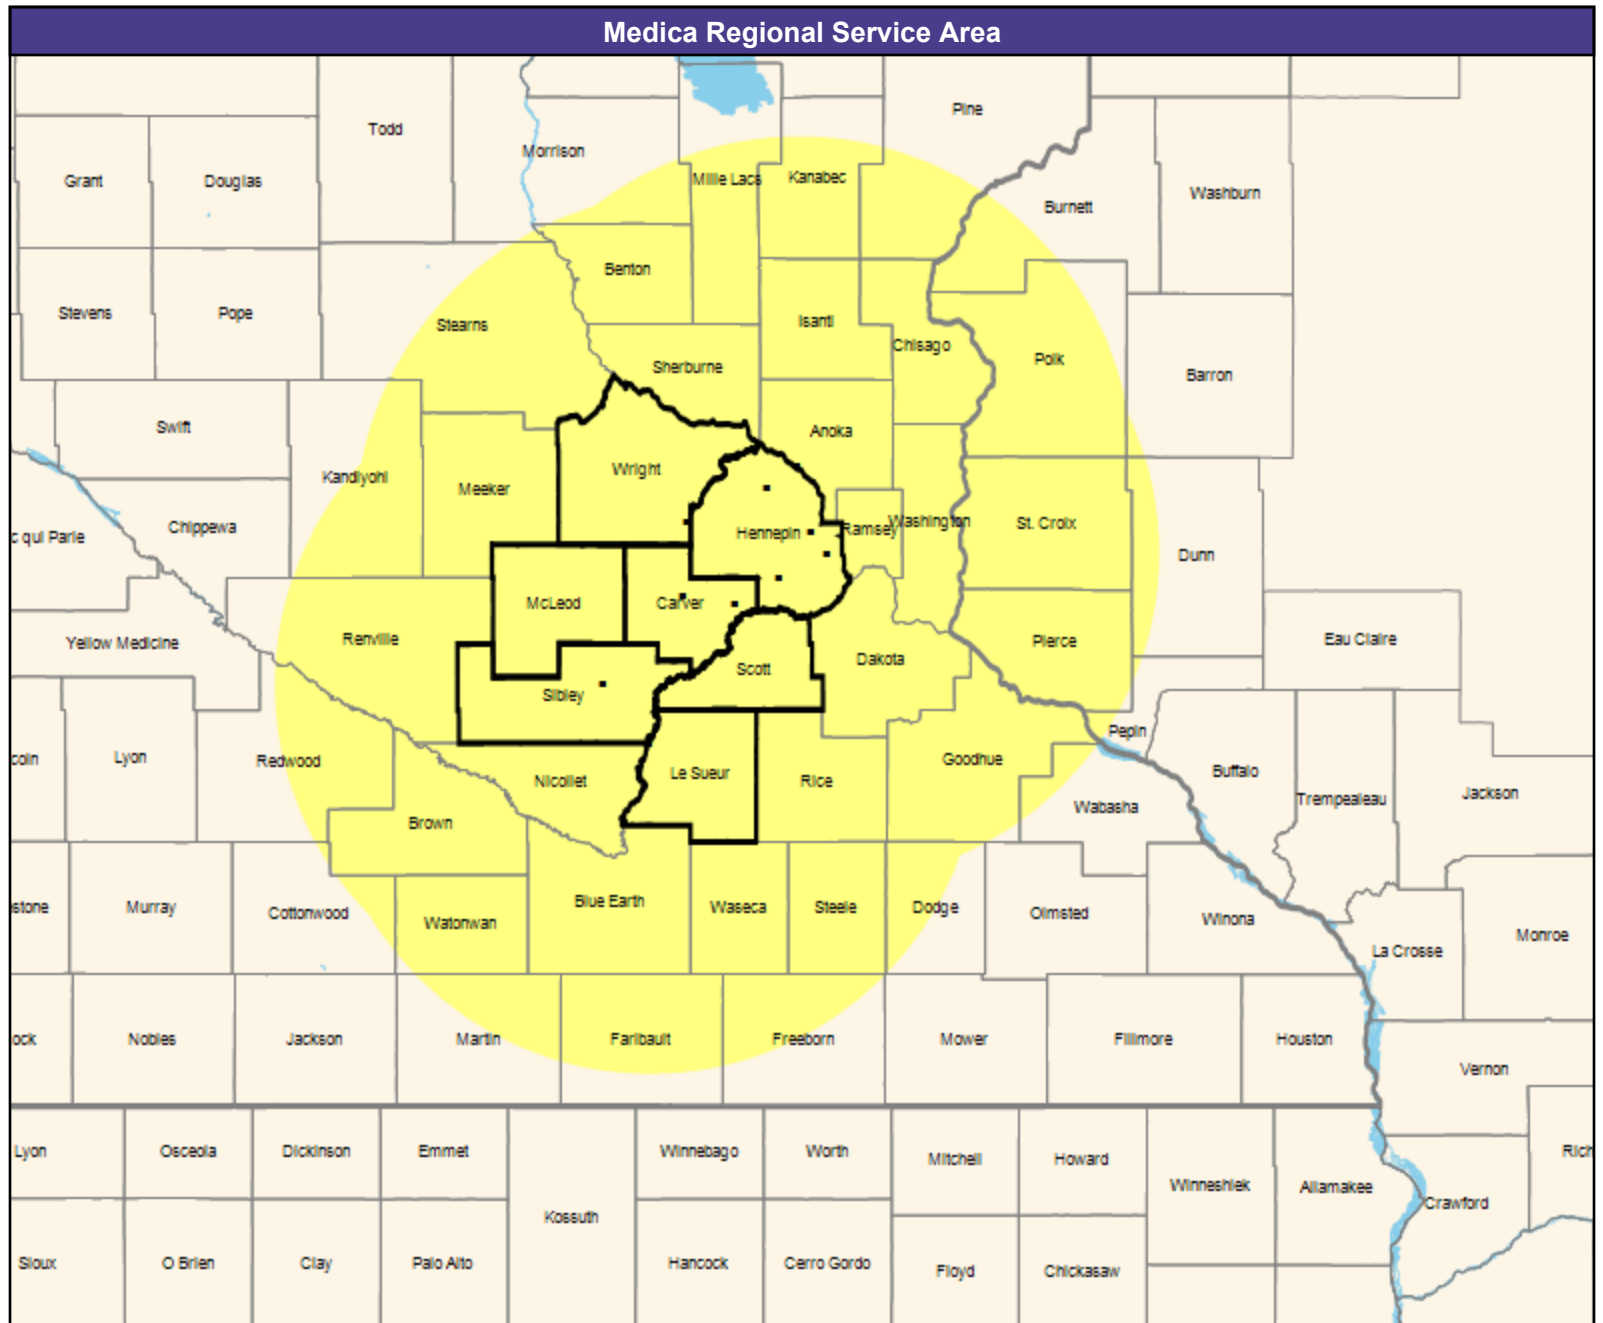 Medica Regional Service Area
Pine
Todd
Morrison
Grant
Douglas
Mille Lacs
Kanabec
Burnett
Washburn
Benton
Stevens
Pope
Stearns
Isanti
Chisago
Polk
Barron
Sherburne
Swift
Anoka
Wright
Kandiyohi
Meeker
Chippewa
Hennepin
Ramsey
Washington
St. Croix
c qui Parle
Dunn
McLeod
Carver
Yellow Medicine
Renville
Pierce
Eau Claire
Dakota
Scott
Sibley
Pepin
coln
Lyon
Redwood
Nicollet
Le Sueur
Rice
Goodhue
Buffalo
Trempealeau
Jackson
Wabasha
Brown
stone
Murray
Cottonwood
Watonwan
Blue Earth
Waseca
Steele
Dodge
Olmsted
Winona
La Crosse
Monroe
ock
Nobles
Jackson
Martin
Faribault
Freeborn
Mower
Fillmore
Houston
Vernon
Lyon
Osceola
Dickinson
Emmet
Winnebago
Worth
Mitchell
Howard
Rich
Winneshiek
Allamakee
Crawford
Kossuth
Sioux
O Brien
Clay
Palo Alto
Hancock
Cerro Gordo
Floyd
Chickasaw